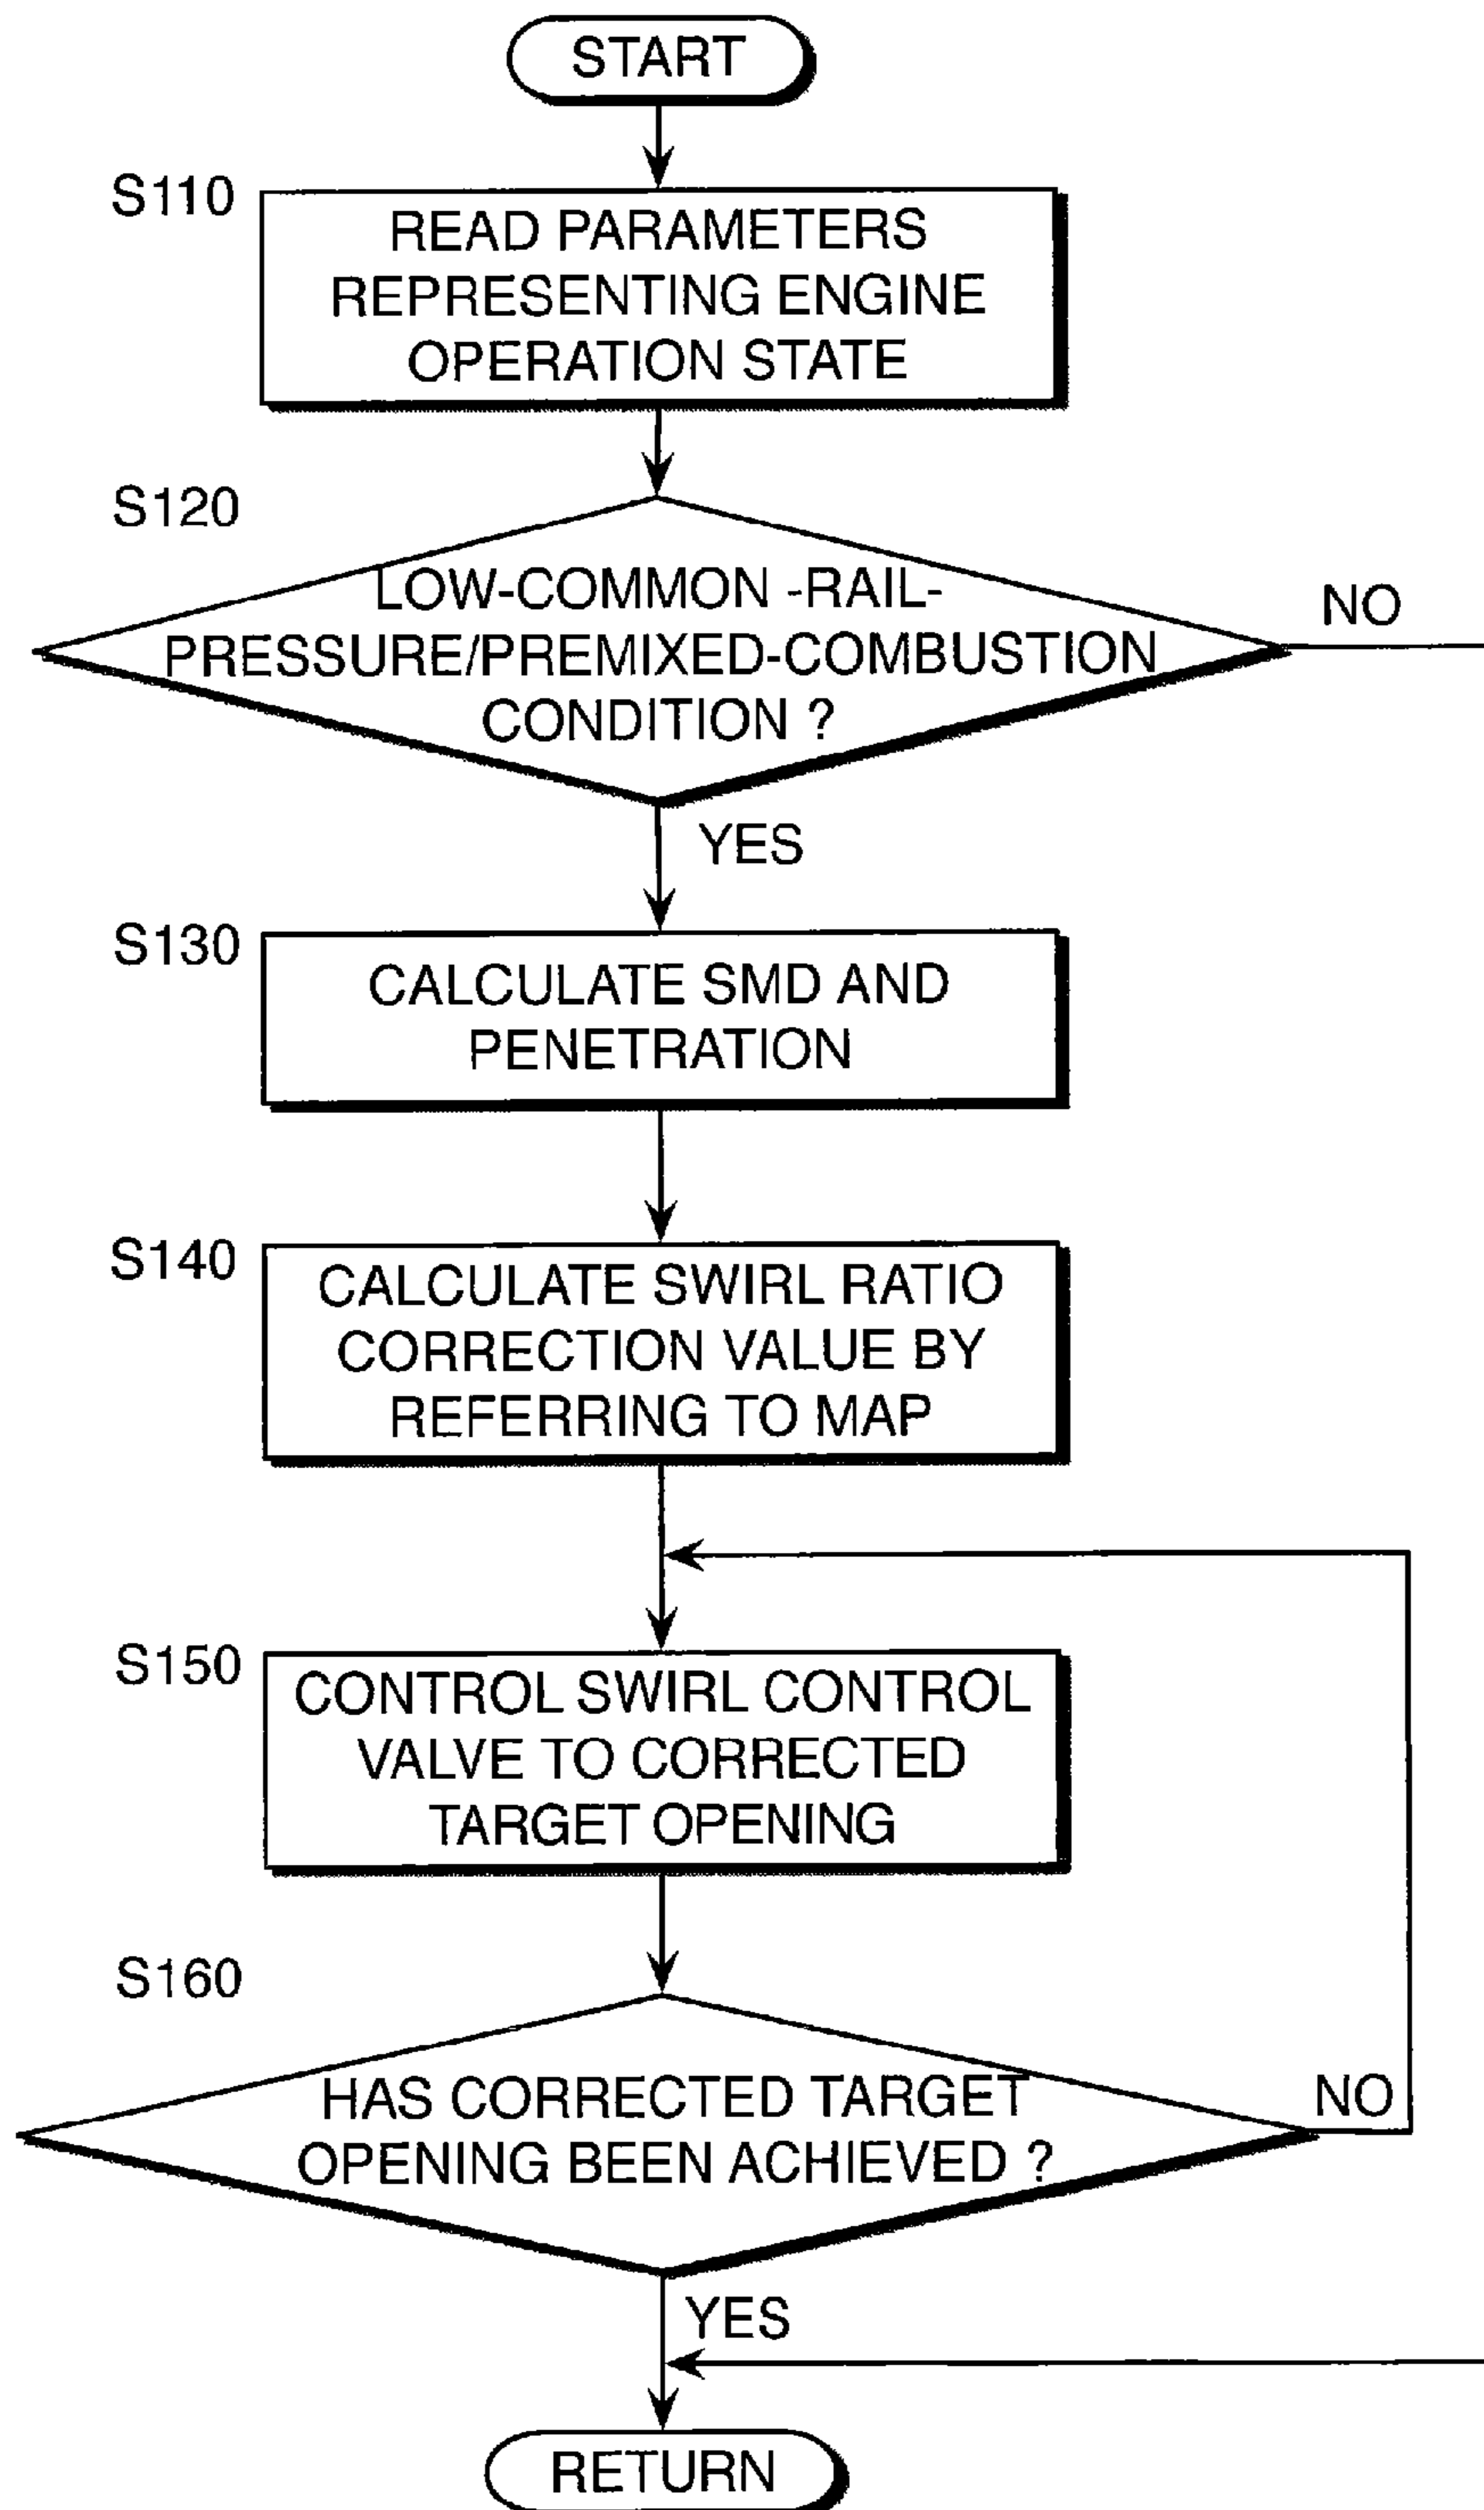 START
S110
READ PARAMETERS
REPRESENTING ENGINE
OPERATION STATE
S120
LOW-COMMON -RAIL-
PRESSURE/PREMIXED-COMBUSTION
CONDITION ?
NO
YES
S130
CALCULATE SMD AND
PENETRATION
S140
CALCULATE SWIRL RATIO
CORRECTION VALUE BY
REFERRING TO MAP
S150
CONTROL SWIRL CONTROL
VALVE TO CORRECTED
TARGET OPENING
S160
HAS CORRECTED TARGET
OPENING BEEN ACHIEVED ?
NO
YES
RETURN